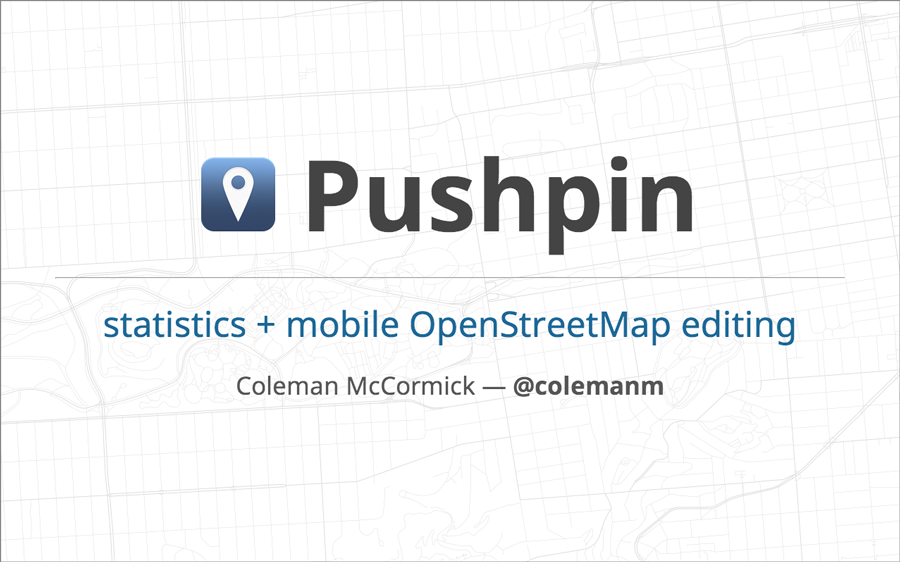 Pushpin
statistics + mobile OpenStreetMap editing
Coleman McCormick — @colemanm